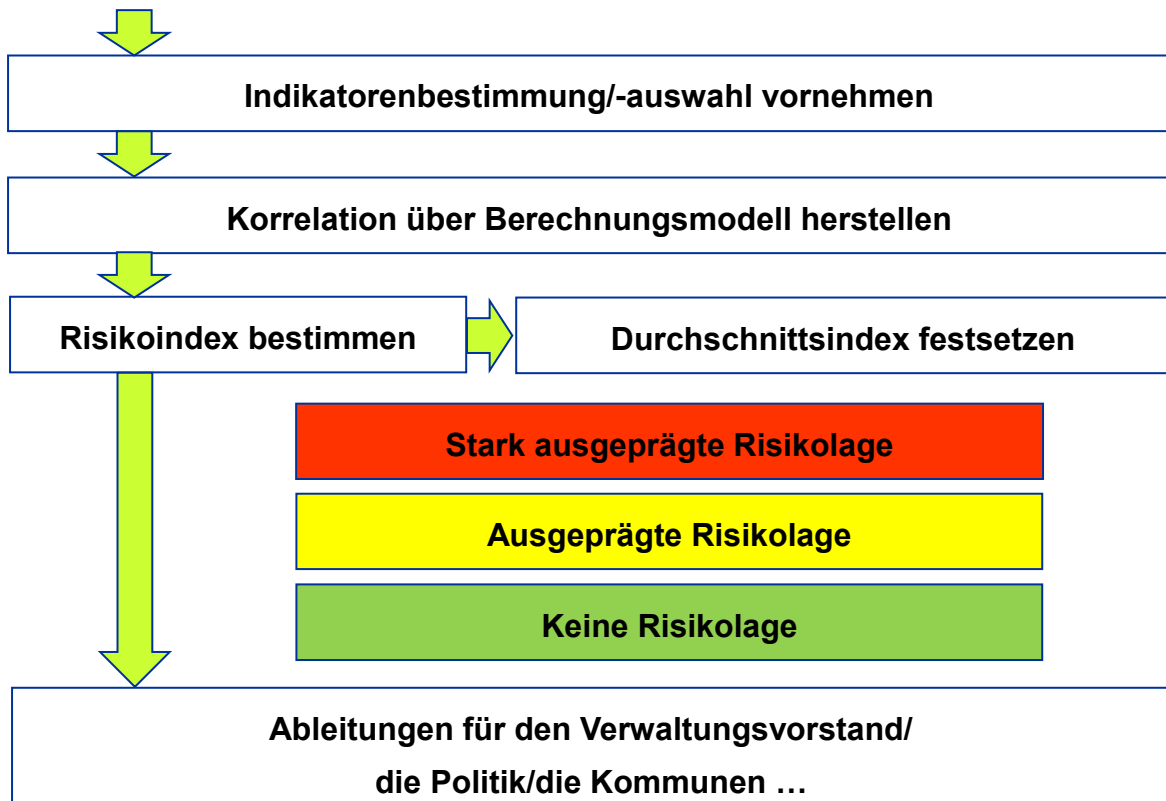 Indikatorenbestimmung/-auswahl vornehmen
Korrelation über Berechnungsmodell herstellen
Risikoindex bestimmen
Durchschnittsindex festsetzen
Stark ausgeprägte Risikolage
Ausgeprägte Risikolage
Keine Risikolage
Ableitungen für den Verwaltungsvorstand/
die Politik/die Kommunen …